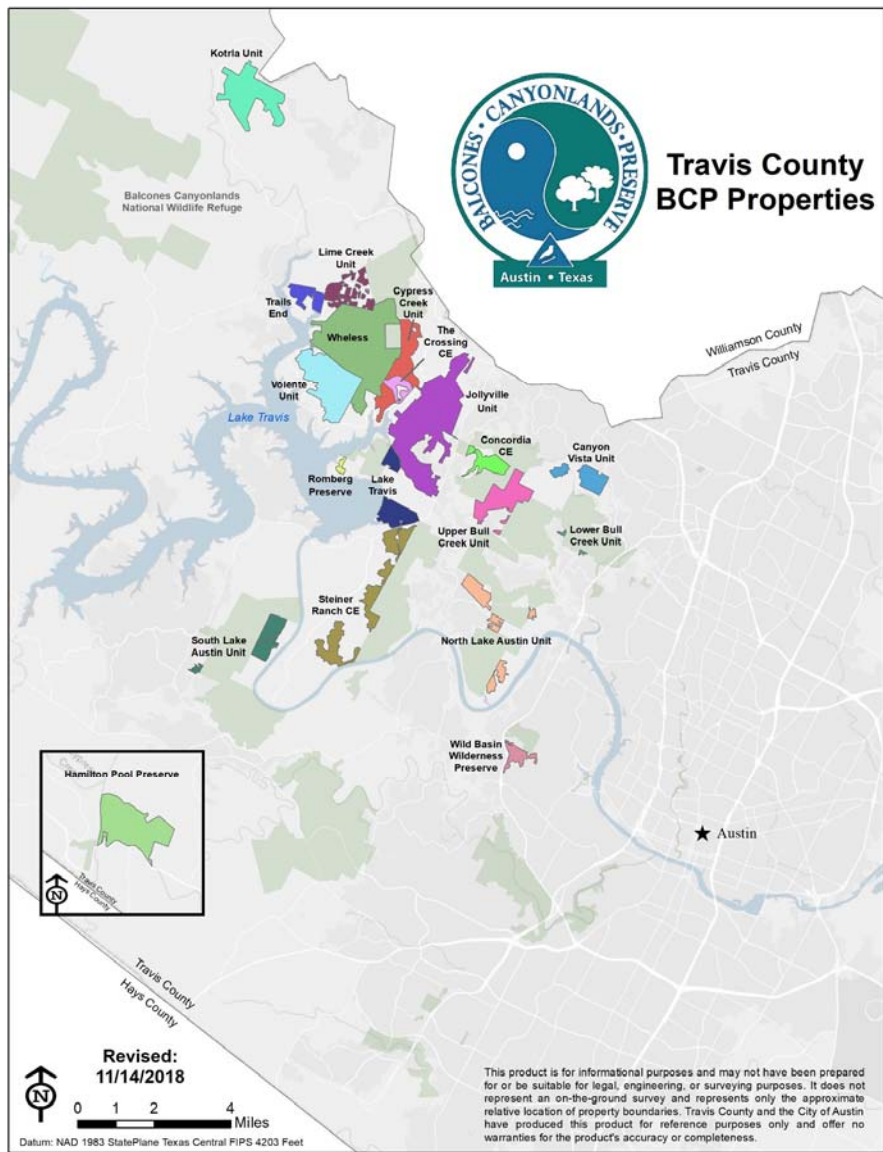 Kotrla Unit
BALCONES • CANYONLANDS • PRESERVE
Austin • Texas
Travis County
BCP Properties
Balcones Canyonlands
National Wildlife Refuge
Lime Creek
Unit
Trails
End
Cypress
Creek
Unit
The
Crossing
CE
Wheless
Volente
Unit
Jollyville
Unit
Lake Travis
Williamson County
Travis County
Concordia
CE
Canyon
Vista Unit
Romberg
Preserve
Lake
Travis
Upper Bull
Creek Unit
Lower Bull
Creek Unit
Steiner
Ranch CE
South Lake
Austin Unit
North Lake Austin Unit
Wild Basin
Wilderness
Preserve
Hamilton Pool Preserve
Travis County
Hays County
N
Austin
Travis County
Hays County
Revised:
11/14/2018
N
0 1 2 4
Miles
Datum: NAD 1983 StatePlane Texas Central FIPS 4203 Feet
This product is for informational purposes and may not have been prepared
for or be suitable for legal, engineering, or surveying purposes. It does not
represent an on-the-ground survey and represents only the approximate
relative location of property boundaries. Travis County and the City of Austin
have produced this product for reference purposes only and offer no
warranties for the product's accuracy or completeness.